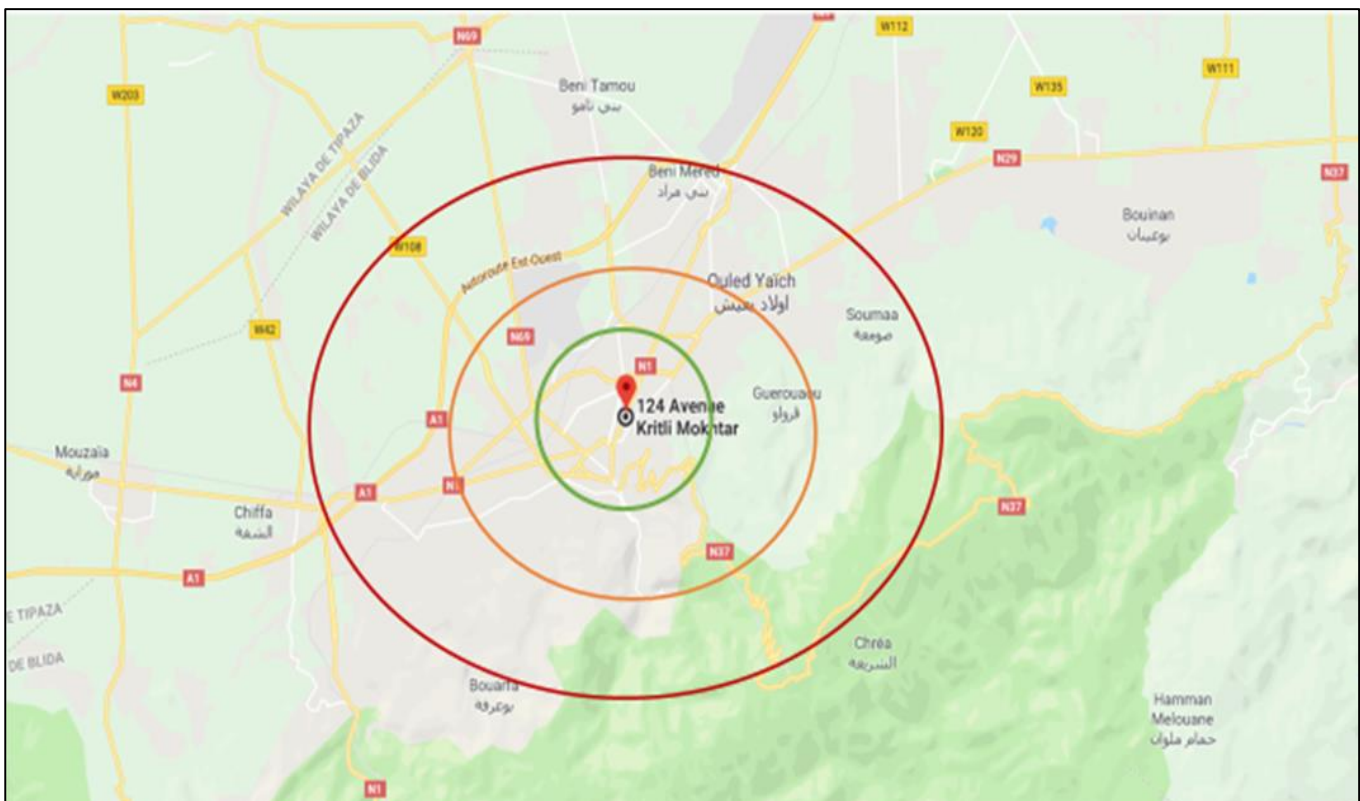 N69
W112
W203
Beni Tamou
بني تامو
W111
W135
W120
N29
N37
WILAYA DE TIPAZA
WILAYA DE BLIDA
Beni Mered
بني مراد
Bouinan
بوعينان
W108
Autoroute Est-Ouest
Ouled Yaïch
اولاد يعيش
W42
N69
Soumaa
صومعة
N1
N4
Guerouaou
ڤرواو
124 Avenue
Kritli Mokhtar
A1
Mouzaïa
موزاية
A1
N1
Chiffa
الشفة
N37
N37
A1
E TIPAZA
DE BLIDA
Chréa
الشريعة
Bouarfa
بوعرفة
Hamman
Melouane
حمام ملوان
N1